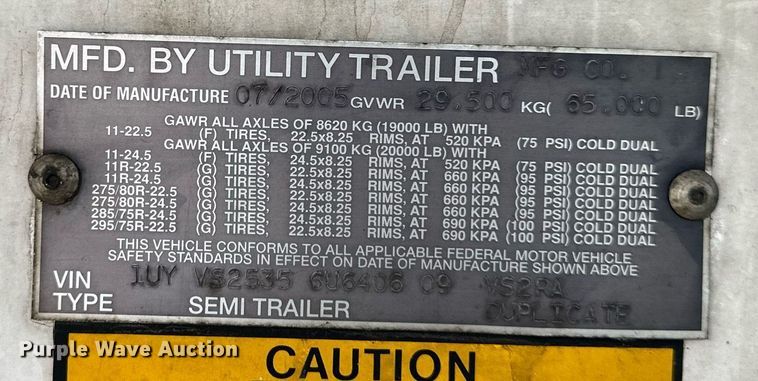 MFD. BY UTILITY TRAILER MFG CO.
DATE OF MANUFACTURE 07/2005 GVWR 29.500 KG( 65.000 LB)
GAWR ALL AXLES OF 8620 KG (19000 LB) WITH
11-22.5 (F) TIRES, 22.5x8.25 RIMS, AT 520 KPA (75 PSI) COLD DUAL
GAWR ALL AXLES OF 9100 KG (20000 LB) WITH
11-24.5 (F) TIRES, 24.5x8.25 RIMS, AT 520 KPA (75 PSI) COLD DUAL
11R-22.5 (G) TIRES, 22.5x8.25 RIMS, AT 660 KPA (95 PSI) COLD DUAL
11R-24.5 (G) TIRES, 24.5x8.25 RIMS, AT 660 KPA (95 PSI) COLD DUAL
275/80R-22.5 (G) TIRES, 22.5x8.25 RIMS, AT 660 KPA (95 PSI) COLD DUAL
275/80R-24.5 (G) TIRES, 24.5x8.25 RIMS, AT 660 KPA (95 PSI) COLD DUAL
285/75R-24.5 (G) TIRES, 24.5x8.25 RIMS, AT 690 KPA (100 PSI) COLD DUAL
295/75R-22.5 (G) TIRES, 22.5x8.25 RIMS, AT 690 KPA (100 PSI) COLD DUAL
THIS VEHICLE CONFORMS TO ALL APPLICABLE FEDERAL MOTOR VEHICLE
SAFETY STANDARDS IN EFFECT ON DATE OF MANUFACTURE SHOWN ABOVE
VIN 1UY VS2535 6U6406 09 VS2RA
TYPE SEMI TRAILER DUPLICATE
Purple Wave Auction
CAUTION